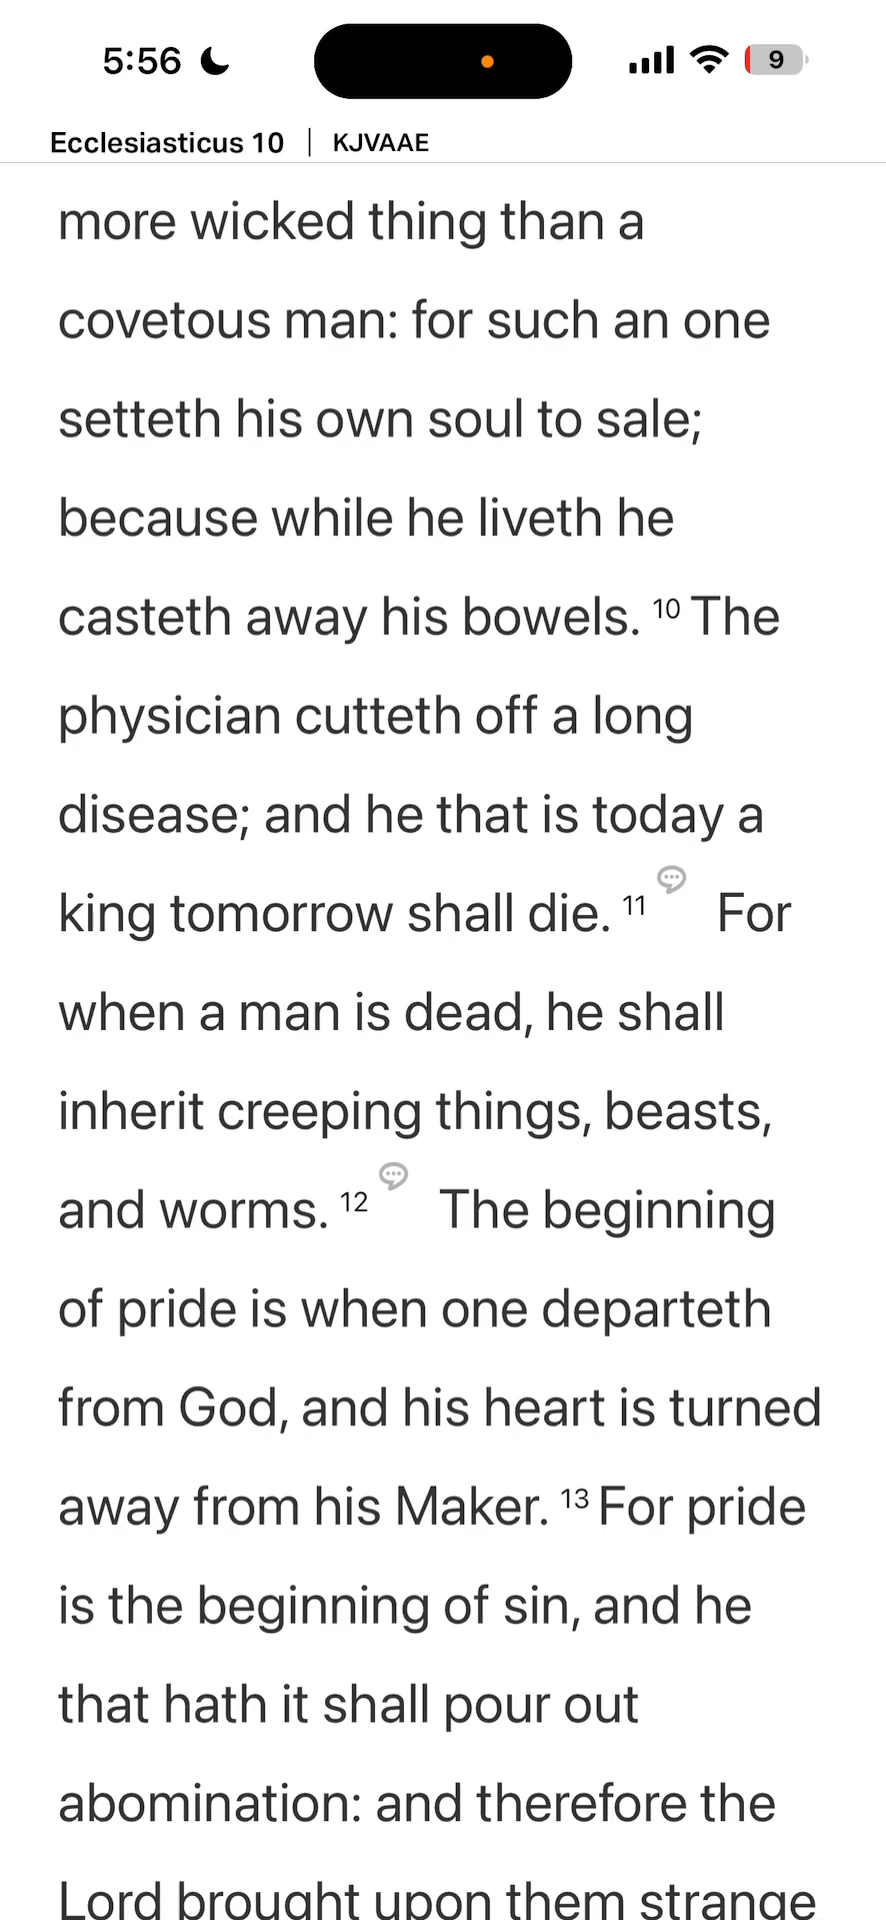 5:56
9
Ecclesiasticus 10 | KJVAAE
more wicked thing than a
covetous man: for such an one
setteth his own soul to sale;
because while he liveth he
casteth away his bowels. 10 The
physician cutteth off a long
disease; and he that is today a
king tomorrow shall die. 11 For
when a man is dead, he shall
inherit creeping things, beasts,
and worms. 12 The beginning
of pride is when one departeth
from God, and his heart is turned
away from his Maker. 13 For pride
is the beginning of sin, and he
that hath it shall pour out
abomination: and therefore the
Lord brought upon them strange